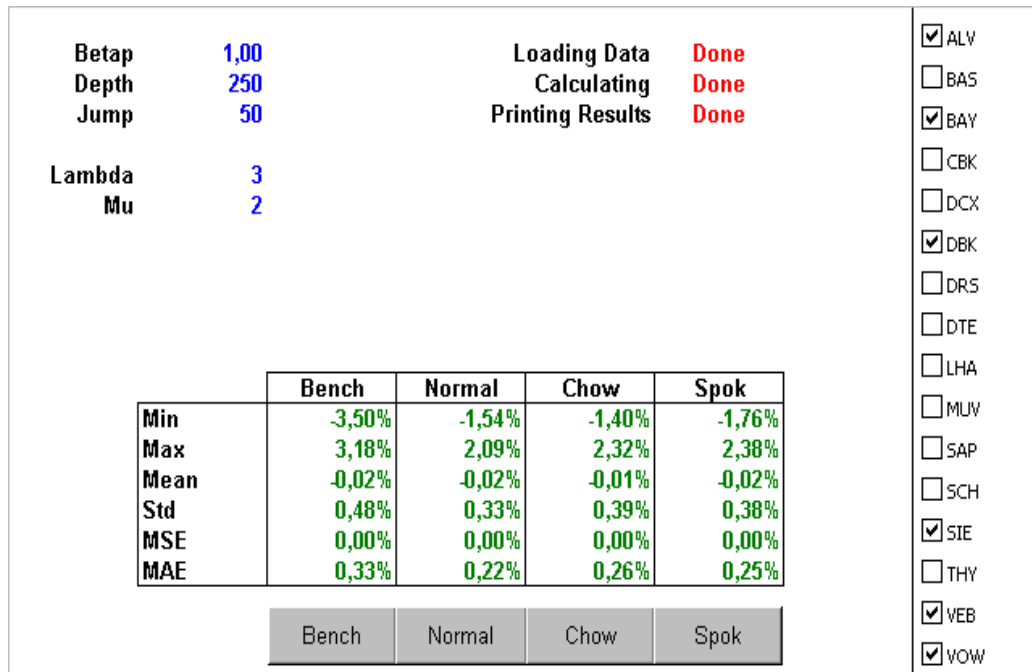 Betap 1,00 Loading Data Done
Depth 250 Calculating Done
Jump 50 Printing Results Done
Lambda 3
Mu 2
Bench Normal Chow Spok
Min -3,50% -1,54% -1,40% -1,76%
Max 3,18% 2,09% 2,32% 2,38%
Mean -0,02% -0,02% -0,01% -0,02%
Std 0,48% 0,33% 0,39% 0,38%
MSE 0,00% 0,00% 0,00% 0,00%
MAE 0,33% 0,22% 0,26% 0,25%
Bench Normal Chow Spok
ALV
BAS
BAY
CBK
DCX
DBK
DRS
DTE
LHA
MUV
SAP
SCH
SIE
THY
VEB
VOW